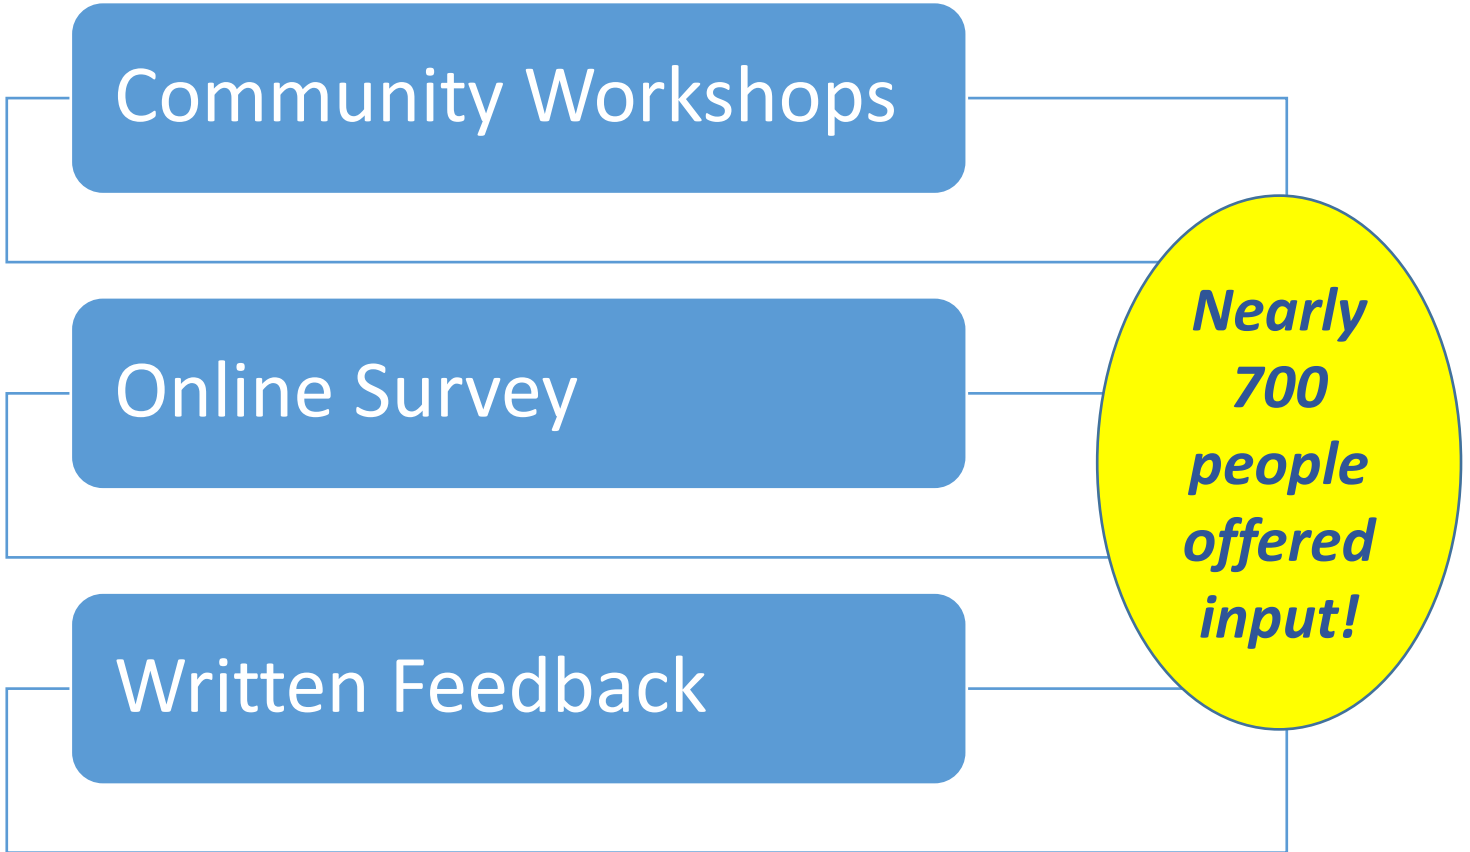 Community Workshops
Online Survey
Written Feedback
Nearly
700
people
offered
input!